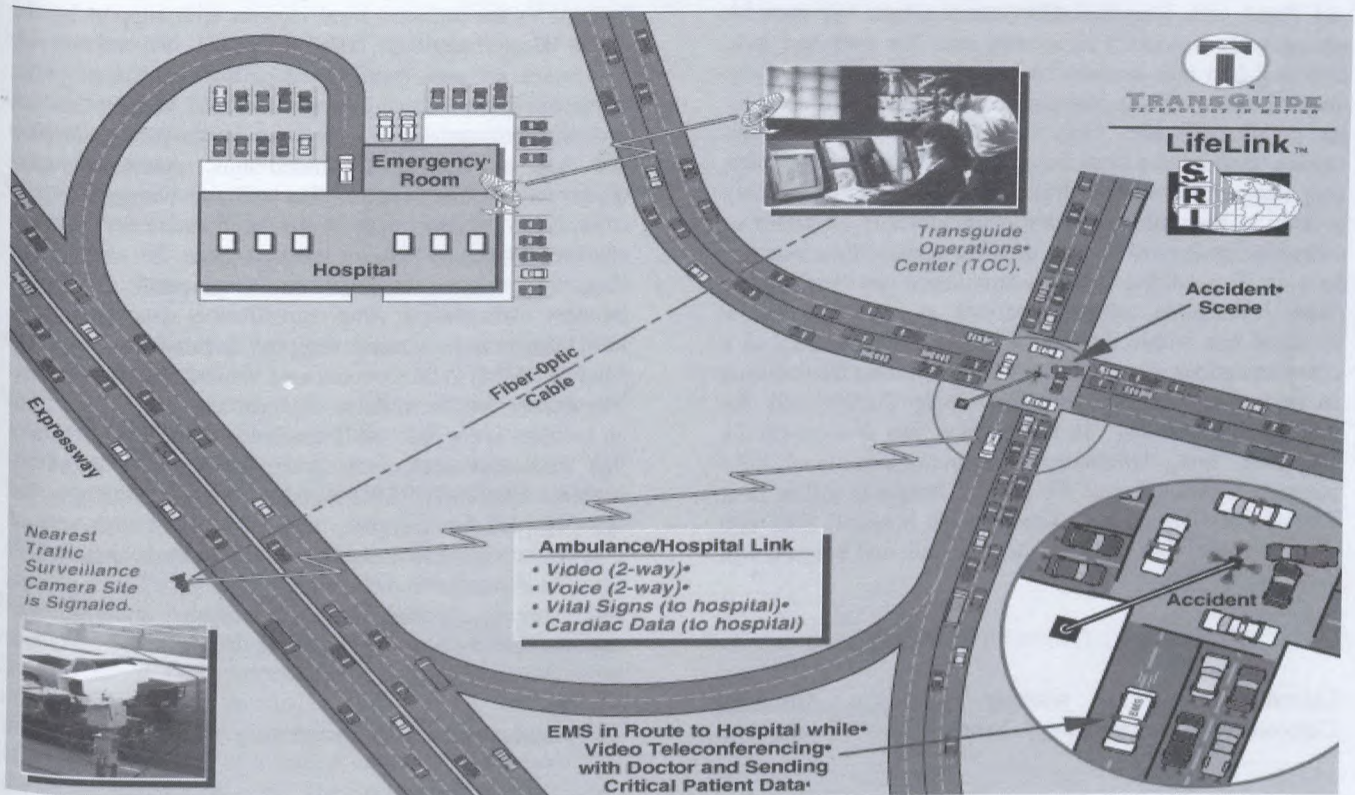 TRANSGUIDE
TECHNOLOGY IN MOTION
LifeLink™
SwRI
Emergency
Room
Hospital
Transguide
Operations
Center (TOC).
Accident
Scene
Fiber-Optic
Cable
Expressway
Nearest
Traffic
Surveillance
Camera Site
is Signaled.
Ambulance/Hospital Link
• Video (2-way)•
• Voice (2-way)•
• Vital Signs (to hospital)•
• Cardiac Data (to hospital)
Accident
EMS
EMS in Route to Hospital while•
Video Teleconferencing•
with Doctor and Sending
Critical Patient Data•